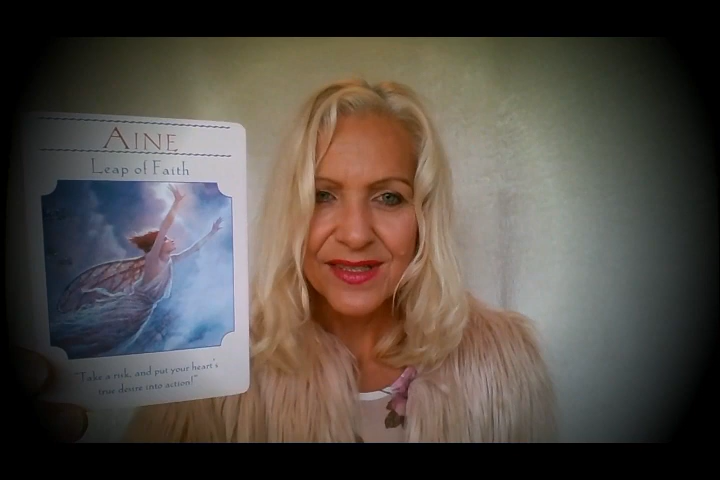 AINE
Leap of Faith
"Take a risk, and put your heart's
true desire into action!"